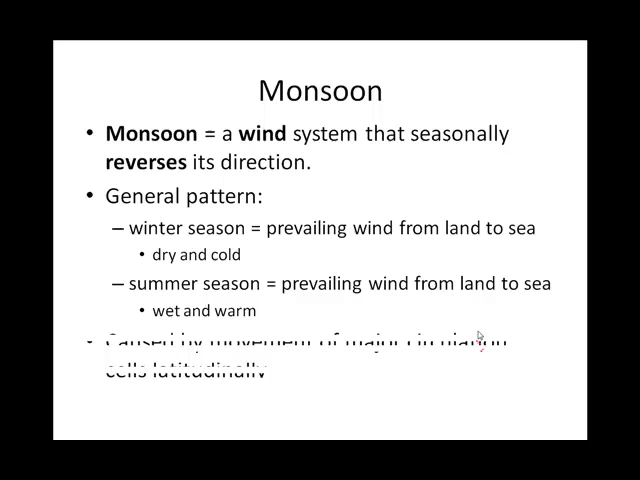 Monsoon
• Monsoon = a wind system that seasonally
reverses its direction.
• General pattern:
– winter season = prevailing wind from land to sea
• dry and cold
– summer season = prevailing wind from land to sea
• wet and warm
• Caused by movement of major circulation
cells latitudinally